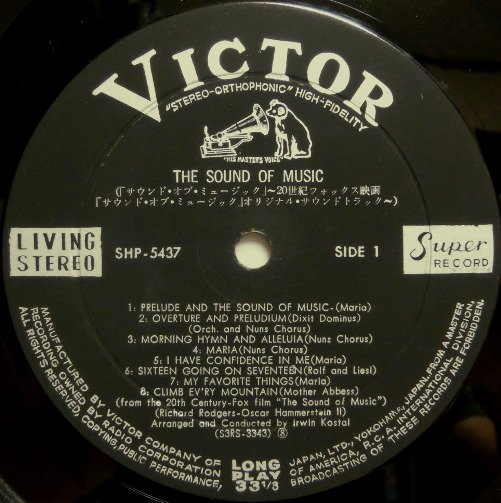 VICTOR
"STEREO-ORTHOPHONIC" HIGH-FIDELITY
"HIS MASTER'S VOICE"
THE SOUND OF MUSIC
(『サウンド・オブ・ミュージック』〜20世紀フォックス映画
『サウンド・オブ・ミュージック』オリジナル・サウンドトラック〜)
LIVING
STEREO
SHP-5437
SIDE 1
Super
RECORD
1: PRELUDE AND THE SOUND OF MUSIC-(Maria)
2: OVERTURE AND PRELUDIUM(Dixit Dominus)
(Orch. and Nuns Chorus)
3: MORNING HYMN AND ALLELUIA(Nuns Chorus)
4: MARIA(Nuns Chorus)
5: I HAVE CONFIDENCE IN ME(Maria)
6: SIXTEEN GOING ON SEVENTEEN(Rolf and Liesl)
7: MY FAVORITE THINGS(Maria)
8: CLIMB EV'RY MOUNTAIN(Mother Abbess)
(from the 20th Century-Fox film "The Sound of Music")
(Richard Rodgers-Oscar Hammerstein II)
Arranged and Conducted by Irwin Kostal
(S3RS-3343) Ⓡ
MANUFACTURED BY VICTOR COMPANY OF JAPAN, LTD., YOKOHAMA, JAPAN. FROM A MASTER
RECORDING OWNED BY RADIO CORPORATION OF AMERICA, R.C.A. INTERNATIONAL DIVISION,
ALL RIGHTS RESERVED, COPYING, PUBLIC PERFORMANCE, BROADCASTING OF THESE RECORDS ARE FORBIDDEN.
LONG
PLAY
33 1/3